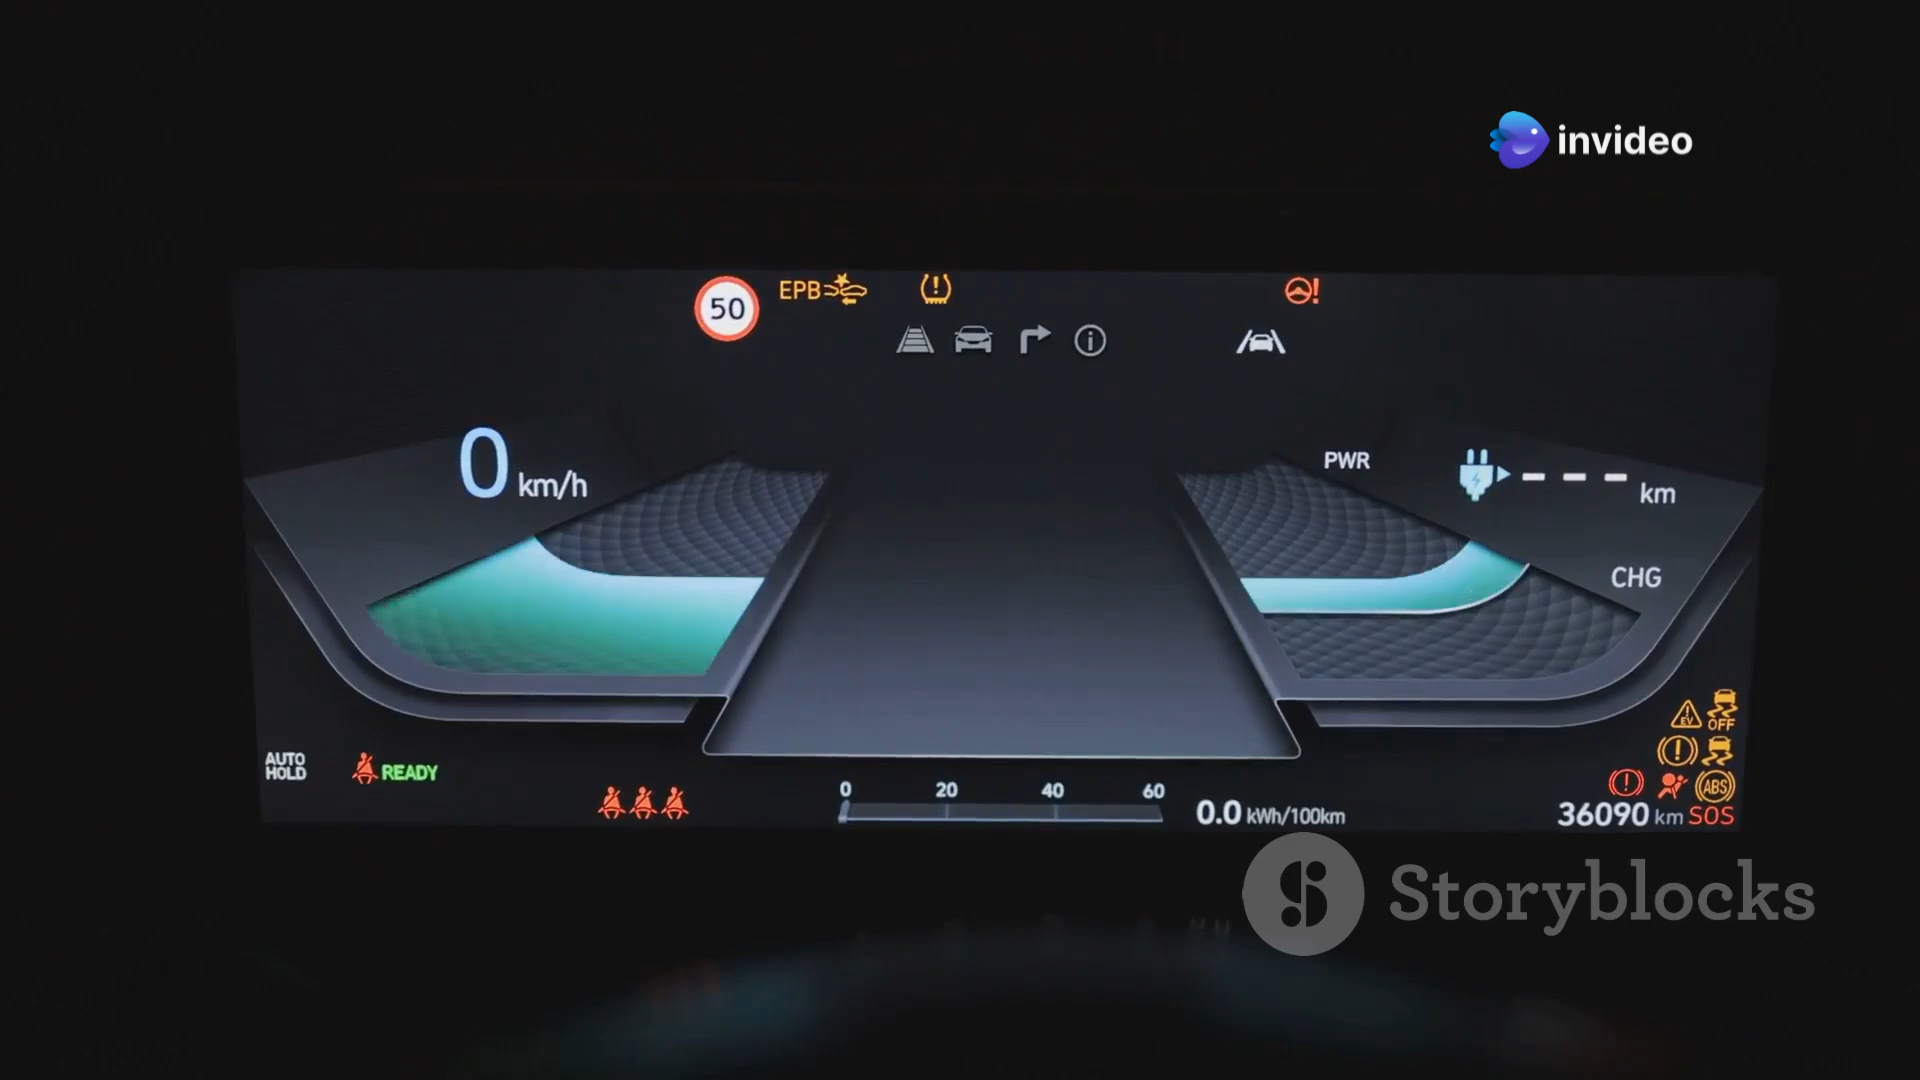 invideo
50
EPB
0 km/h
PWR
km
CHG
EV
OFF
AUTO
HOLD
READY
0 20 40 60
0.0 kWh/100km
ABS
36090 km SOS
Storyblocks